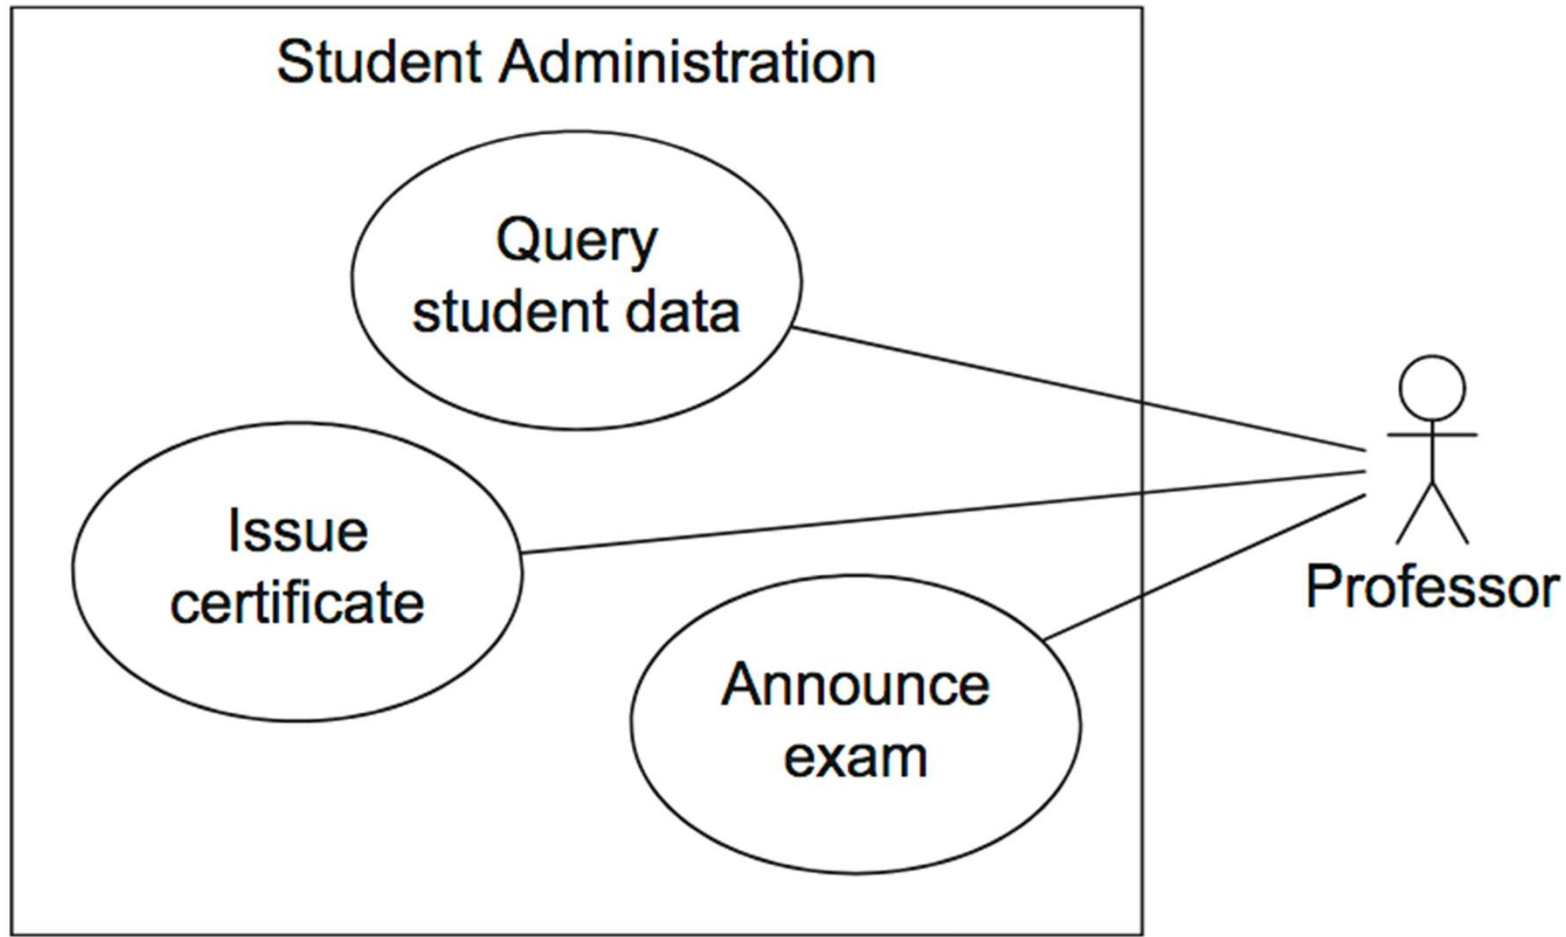 Student Administration
Query
student data
Issue
certificate
Announce
exam
Professor